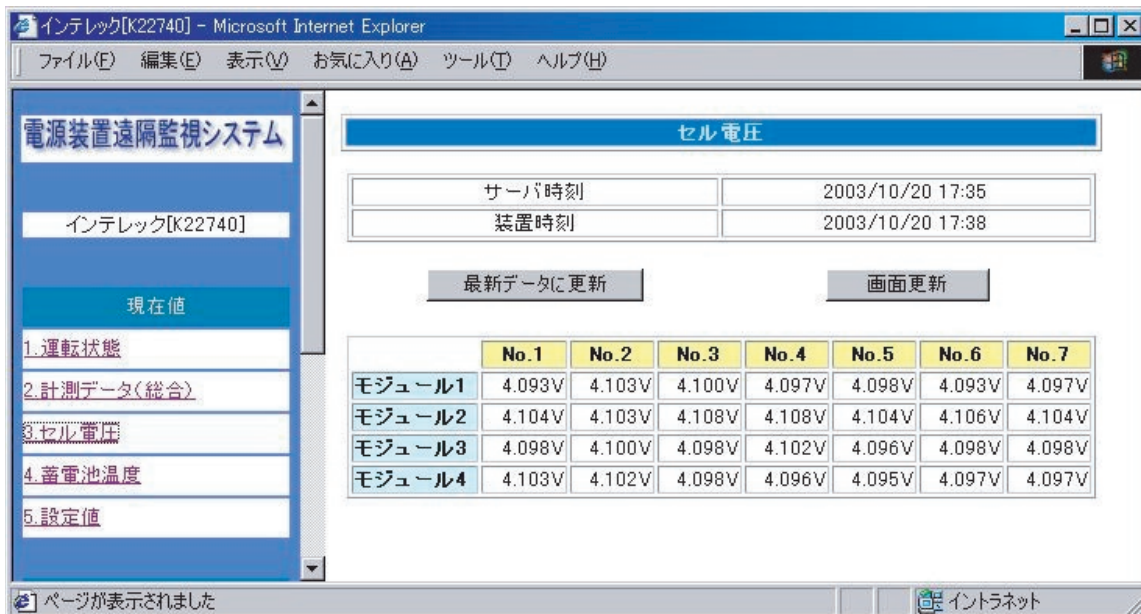 インテレック[K22740] - Microsoft Internet Explorer
ファイル(F) 編集(E) 表示(V) お気に入り(A) ツール(T) ヘルプ(H)
電源装置遠隔監視システム
インテレック[K22740]
現在値
1.運転状態
2.計測データ(総合)
3.セル電圧
4.蓄電池温度
5.設定値
セル電圧
サーバ時刻 2003/10/20 17:35
装置時刻 2003/10/20 17:38
最新データに更新 画面更新
No.1 No.2 No.3 No.4 No.5 No.6 No.7
モジュール1 4.093V 4.103V 4.100V 4.097V 4.098V 4.093V 4.097V
モジュール2 4.104V 4.103V 4.108V 4.108V 4.104V 4.106V 4.104V
モジュール3 4.098V 4.100V 4.098V 4.102V 4.096V 4.098V 4.098V
モジュール4 4.103V 4.102V 4.098V 4.096V 4.095V 4.097V 4.097V
ページが表示されました イントラネット